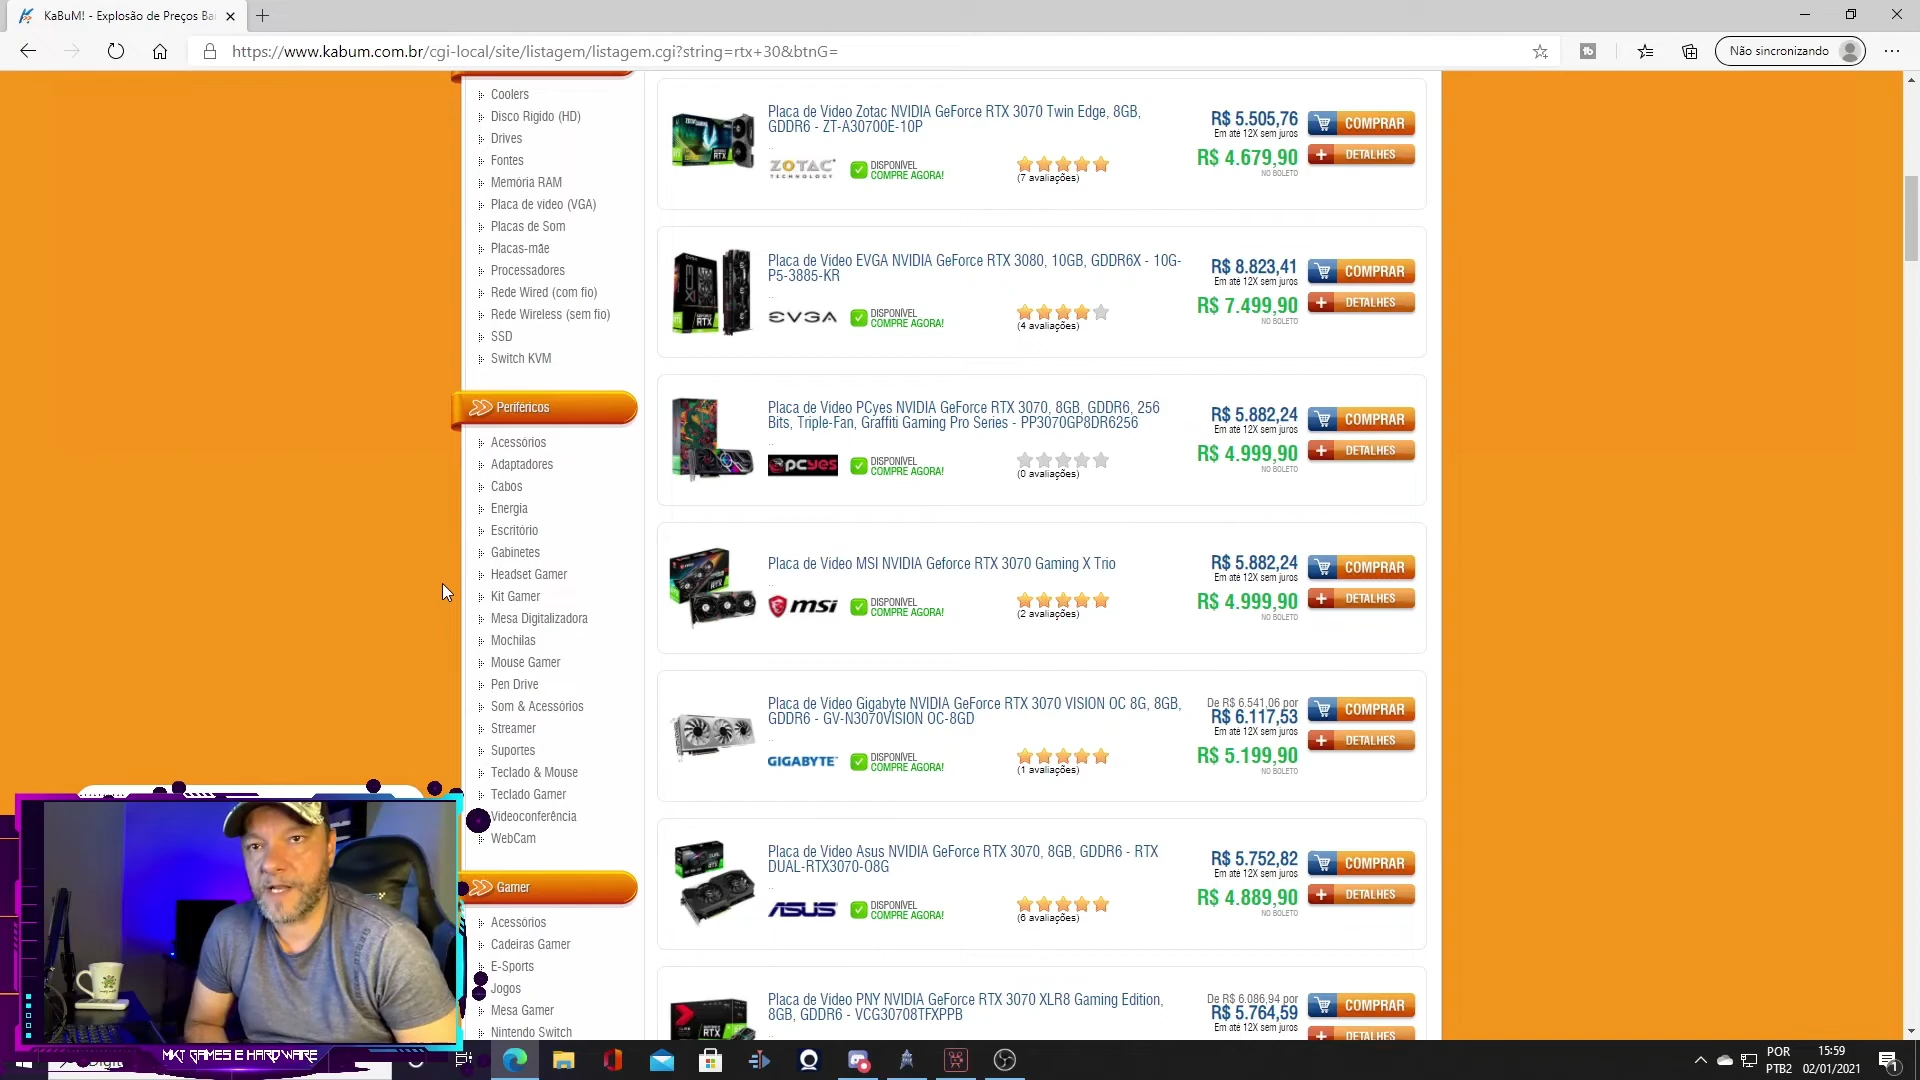 KaBuM! - Explosão de Preços Ba
https://www.kabum.com.br/cgi-local/site/listagem/listagem.cgi?string=rtx+30&btnG=
Não sincronizando
Coolers
Disco Rígido (HD)
Drives
Fontes
Memória RAM
Placa de vídeo (VGA)
Placas de Som
Placas-mãe
Processadores
Rede Wired (com fio)
Rede Wireless (sem fio)
SSD
Switch KVM
Periféricos
Acessórios
Adaptadores
Cabos
Energia
Escritório
Gabinetes
Headset Gamer
Kit Gamer
Mesa Digitalizadora
Mochilas
Mouse Gamer
Pen Drive
Som & Acessórios
Streamer
Suportes
Teclado & Mouse
Teclado Gamer
Videoconferência
WebCam
Gamer
Acessórios
Cadeiras Gamer
E-Sports
Jogos
Mesa Gamer
Nintendo Switch
Placa de Vídeo Zotac NVIDIA GeForce RTX 3070 Twin Edge, 8GB,
GDDR6 - ZT-A30700E-10P
..
ZOTAC
TECHNOLOGY
DISPONÍVEL
COMPRE AGORA!
(7 avaliações)
R$ 5.505,76
Em até 12X sem juros
R$ 4.679,90
NO BOLETO
COMPRAR
DETALHES
Placa de Vídeo EVGA NVIDIA GeForce RTX 3080, 10GB, GDDR6X - 10G-
P5-3885-KR
..
EVGA
DISPONÍVEL
COMPRE AGORA!
(4 avaliações)
R$ 8.823,41
Em até 12X sem juros
R$ 7.499,90
NO BOLETO
COMPRAR
DETALHES
Placa de Vídeo PCyes NVIDIA GeForce RTX 3070, 8GB, GDDR6, 256
Bits, Triple-Fan, Graffiti Gaming Pro Series - PP3070GP8DR6256
..
pcyes
DISPONÍVEL
COMPRE AGORA!
(0 avaliações)
R$ 5.882,24
Em até 12X sem juros
R$ 4.999,90
NO BOLETO
COMPRAR
DETALHES
Placa de Vídeo MSI NVIDIA Geforce RTX 3070 Gaming X Trio
..
msi
DISPONÍVEL
COMPRE AGORA!
(2 avaliações)
R$ 5.882,24
Em até 12X sem juros
R$ 4.999,90
NO BOLETO
COMPRAR
DETALHES
Placa de Vídeo Gigabyte NVIDIA GeForce RTX 3070 VISION OC 8G, 8GB,
GDDR6 - GV-N3070VISION OC-8GD
..
GIGABYTE
DISPONÍVEL
COMPRE AGORA!
(1 avaliações)
De R$ 6.541,06 por
R$ 6.117,53
Em até 12X sem juros
R$ 5.199,90
NO BOLETO
COMPRAR
DETALHES
Placa de Vídeo Asus NVIDIA GeForce RTX 3070, 8GB, GDDR6 - RTX
DUAL-RTX3070-O8G
..
ASUS
DISPONÍVEL
COMPRE AGORA!
(6 avaliações)
R$ 5.752,82
Em até 12X sem juros
R$ 4.889,90
NO BOLETO
COMPRAR
DETALHES
Placa de Vídeo PNY NVIDIA GeForce RTX 3070 XLR8 Gaming Edition,
8GB, GDDR6 - VCG30708TFXPPB
De R$ 6.086,94 por
R$ 5.764,59
Em até 12X sem juros
COMPRAR
DETALHES
MKT GAMES E HARDWARE
POR
PTB2
15:59
02/01/2021
1